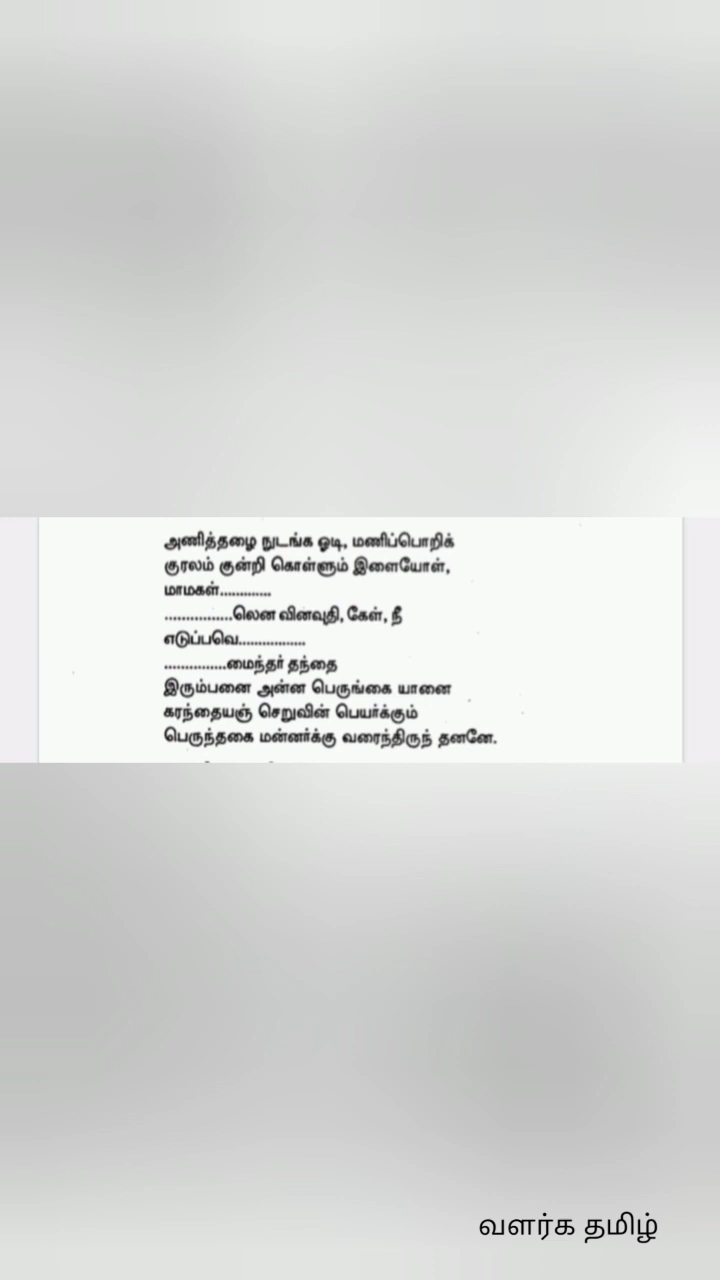 அணித்தழை நுடங்க ஓடி, மணிப்பொறிக்
குரலம் குன்றி கொள்ளும் இளையோள்,
மாமகள்.............
................லென வினவுதி, கேள், நீ
எடுப்பவெ................
...............மைந்தர் தந்தை
இரும்பனை அன்ன பெருங்கை யானை
கரந்தையஞ் செறுவின் பெயர்க்கும்
பெருந்தகை மன்னர்க்கு வரைந்திருந் தனனே.
வளர்க தமிழ்